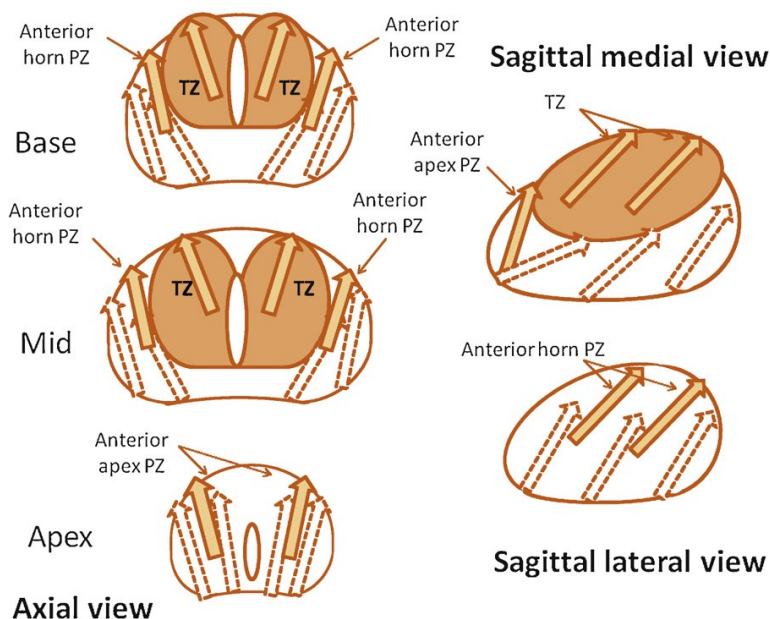 Anterior
horn PZ
Anterior
horn PZ
TZ
TZ
Base
Anterior
horn PZ
Anterior
horn PZ
TZ
TZ
Mid
Anterior
apex PZ
Apex
Axial view
Sagittal medial view
TZ
Anterior
apex PZ
Anterior horn PZ
Sagittal lateral view